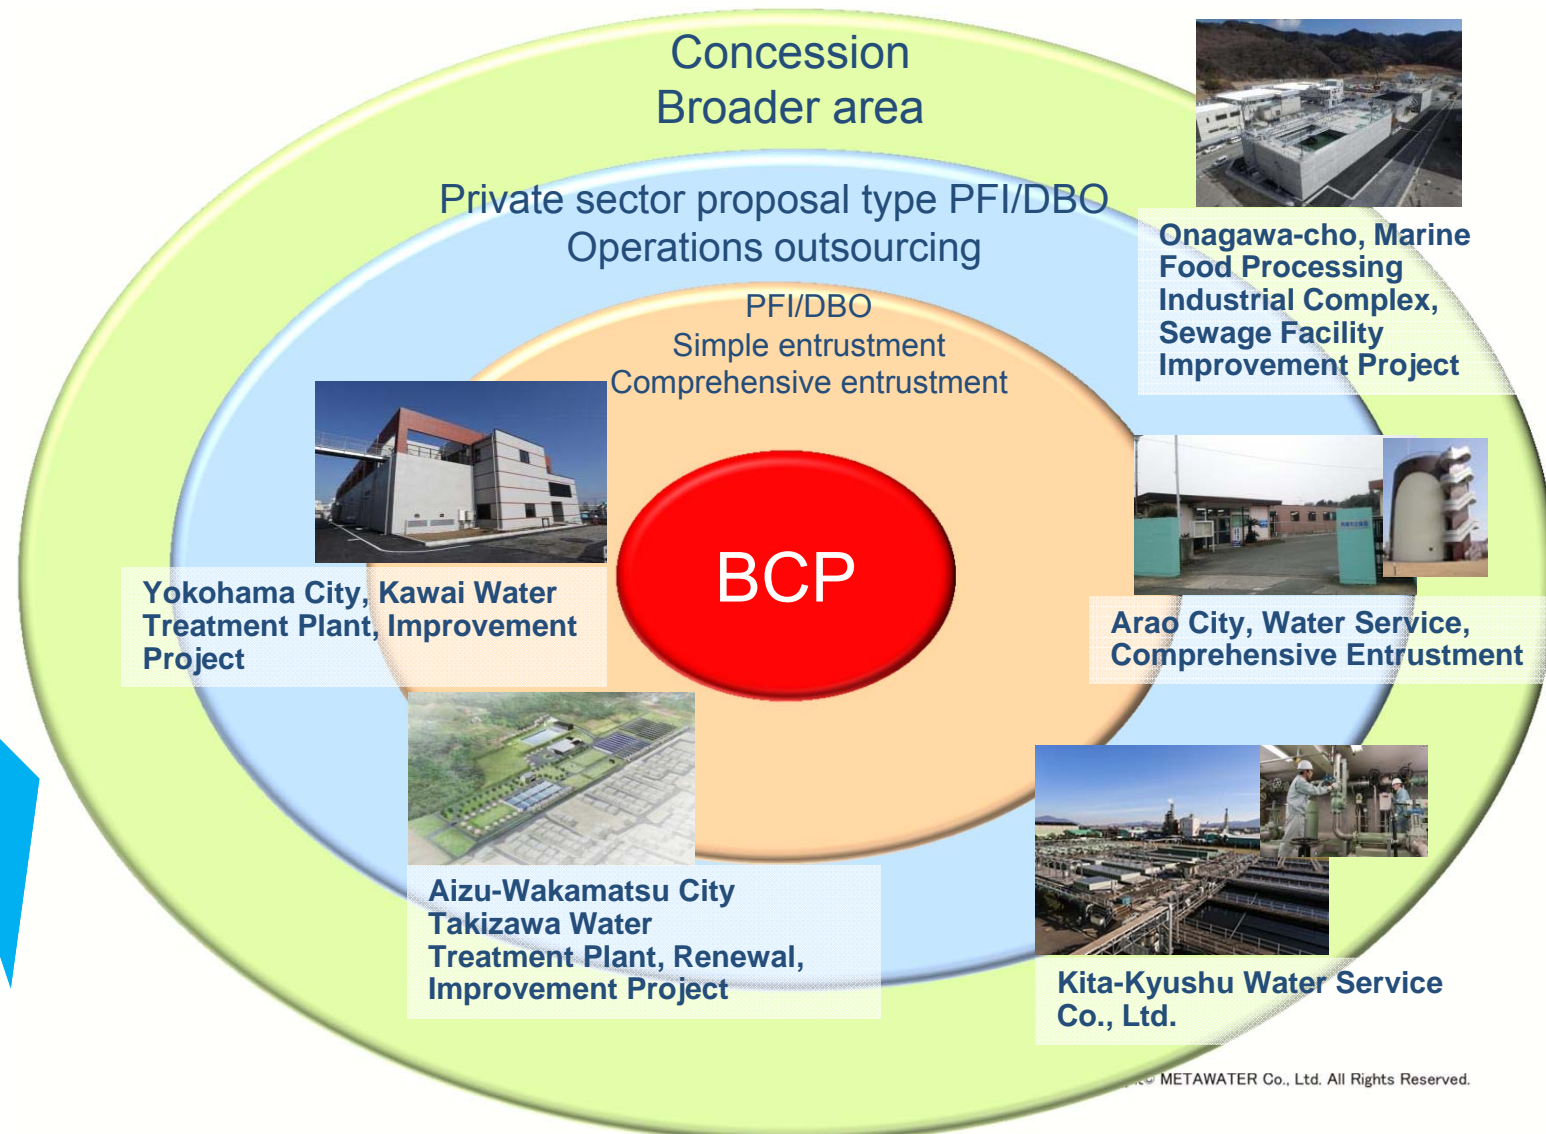 Concession
Broader area
Private sector proposal type PFI/DBO
Operations outsourcing
PFI/DBO
Simple entrustment
Comprehensive entrustment
BCP
Onagawa-cho, Marine
Food Processing
Industrial Complex,
Sewage Facility
Improvement Project
Yokohama City, Kawai Water
Treatment Plant, Improvement
Project
Arao City, Water Service,
Comprehensive Entrustment
Aizu-Wakamatsu City
Takizawa Water
Treatment Plant, Renewal,
Improvement Project
Kita-Kyushu Water Service
Co., Ltd.
© METAWATER Co., Ltd. All Rights Reserved.